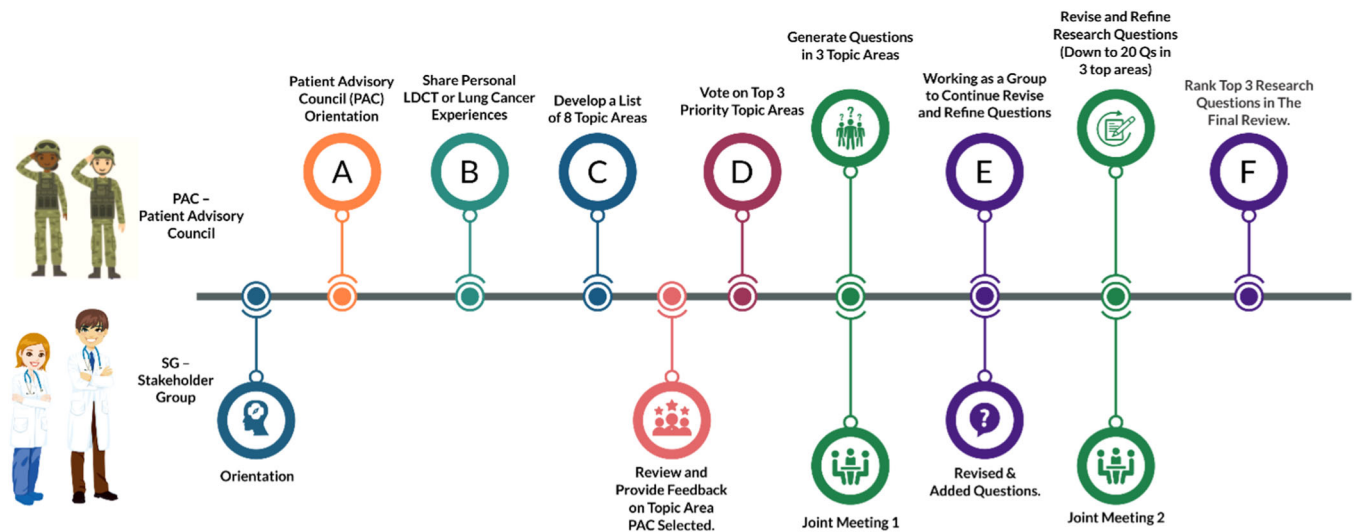 Patient Advisory
Council (PAC)
Orientation
A
Share Personal
LDCT or Lung Cancer
Experiences
B
Develop a List
of 8 Topic Areas
C
Vote on Top 3
Priority Topic Areas
D
Generate Questions
in 3 Topic Areas
? ? ?
Working as a Group
to Continue Revise
and Refine Questions
E
Revise and Refine
Research Questions
(Down to 20 Qs in
3 top areas)
Rank Top 3 Research
Questions in The
Final Review.
F
PAC –
Patient Advisory
Council
SG –
Stakeholder
Group
Orientation
Review and
Provide Feedback
on Topic Area
PAC Selected.
Joint Meeting 1
?
Revised &
Added Questions.
Joint Meeting 2